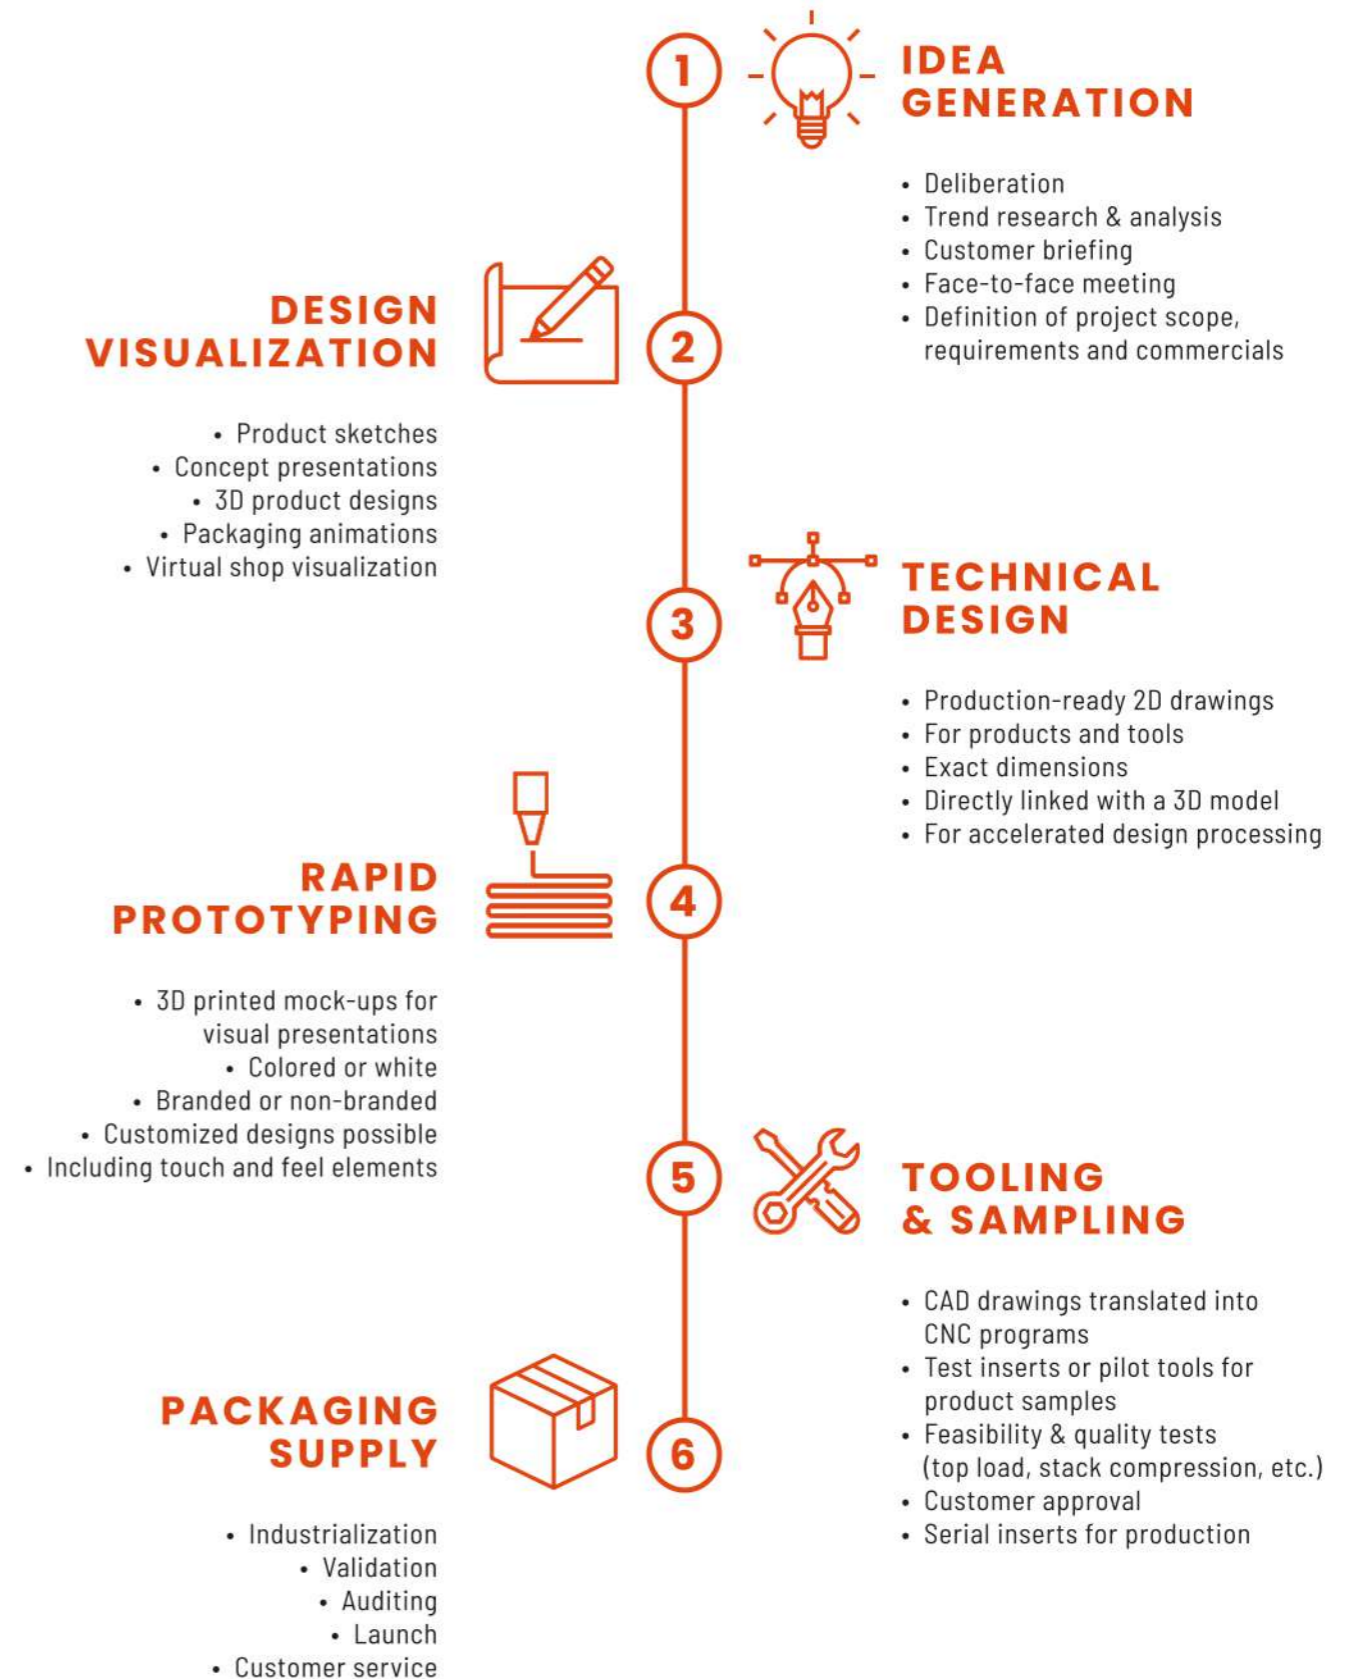 1
IDEA
GENERATION
• Deliberation
• Trend research & analysis
• Customer briefing
• Face-to-face meeting
• Definition of project scope,
requirements and commercials
2
DESIGN
VISUALIZATION
• Product sketches
• Concept presentations
• 3D product designs
• Packaging animations
• Virtual shop visualization
3
TECHNICAL
DESIGN
• Production-ready 2D drawings
• For products and tools
• Exact dimensions
• Directly linked with a 3D model
• For accelerated design processing
4
RAPID
PROTOTYPING
• 3D printed mock-ups for
visual presentations
• Colored or white
• Branded or non-branded
• Customized designs possible
• Including touch and feel elements
5
TOOLING
& SAMPLING
• CAD drawings translated into
CNC programs
• Test inserts or pilot tools for
product samples
• Feasibility & quality tests
(top load, stack compression, etc.)
• Customer approval
• Serial inserts for production
6
PACKAGING
SUPPLY
• Industrialization
• Validation
• Auditing
• Launch
• Customer service